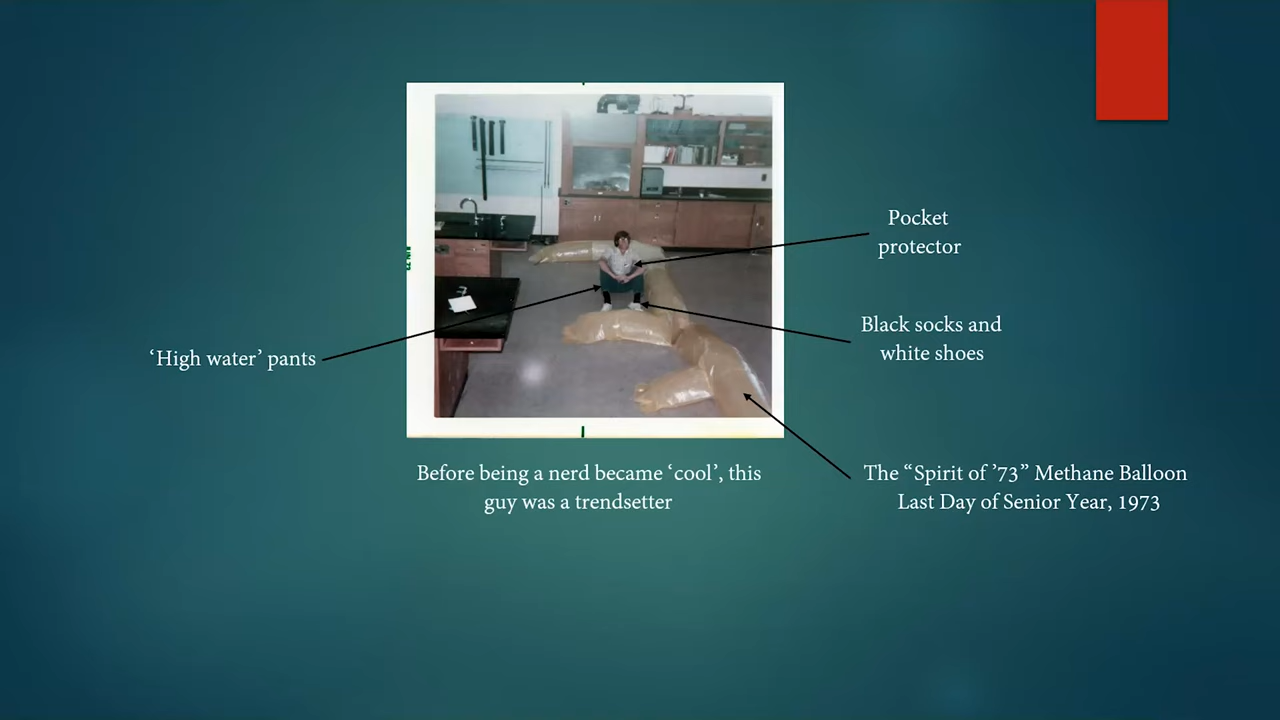 Pocket
protector
Black socks and
white shoes
‘High water’ pants
Before being a nerd became ‘cool’, this
guy was a trendsetter
The “Spirit of ’73” Methane Balloon
Last Day of Senior Year, 1973